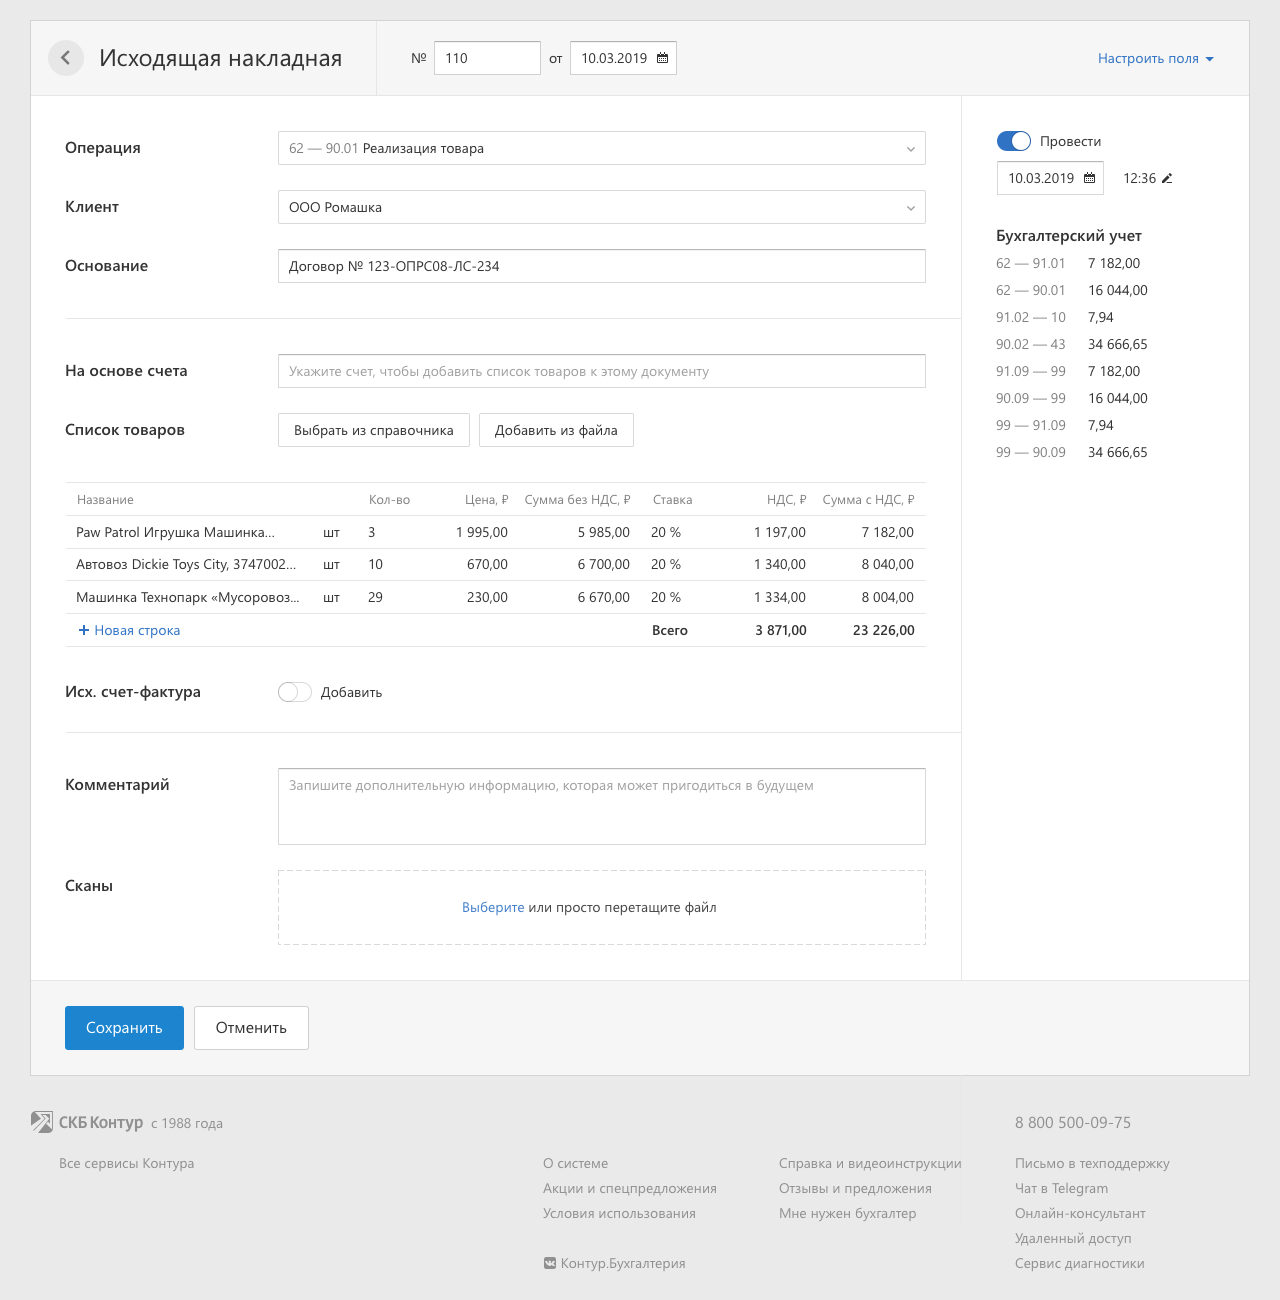 Исходящая накладная
№ 110 от 10.03.2019
Настроить поля
Операция
62 — 90.01 Реализация товара
Клиент
ООО Ромашка
Основание
Договор № 123-ОПРС08-ЛС-234
На основе счета
Укажите счет, чтобы добавить список товаров к этому документу
Список товаров
Выбрать из справочника
Добавить из файла
Название Кол-во Цена, ₽ Сумма без НДС, ₽ Ставка НДС, ₽ Сумма с НДС, ₽
Paw Patrol Игрушка Машинка... шт 3 1 995,00 5 985,00 20 % 1 197,00 7 182,00
Автовоз Dickie Toys City, 3747002... шт 10 670,00 6 700,00 20 % 1 340,00 8 040,00
Машинка Технопарк «Мусоровоз... шт 29 230,00 6 670,00 20 % 1 334,00 8 004,00
+ Новая строка Всего 3 871,00 23 226,00
Исх. счет-фактура
Добавить
Комментарий
Запишите дополнительную информацию, которая может пригодиться в будущем
Сканы
Выберите или просто перетащите файл
Провести
10.03.2019 12:36
Бухгалтерский учет
62 — 91.01 7 182,00
62 — 90.01 16 044,00
91.02 — 10 7,94
90.02 — 43 34 666,65
91.09 — 99 7 182,00
90.09 — 99 16 044,00
99 — 91.09 7,94
99 — 90.09 34 666,65
Сохранить
Отменить
СКБ Контур с 1988 года
Все сервисы Контура
О системе
Акции и спецпредложения
Условия использования
Контур.Бухгалтерия
Справка и видеоинструкции
Отзывы и предложения
Мне нужен бухгалтер
8 800 500-09-75
Письмо в техподдержку
Чат в Telegram
Онлайн-консультант
Удаленный доступ
Сервис диагностики